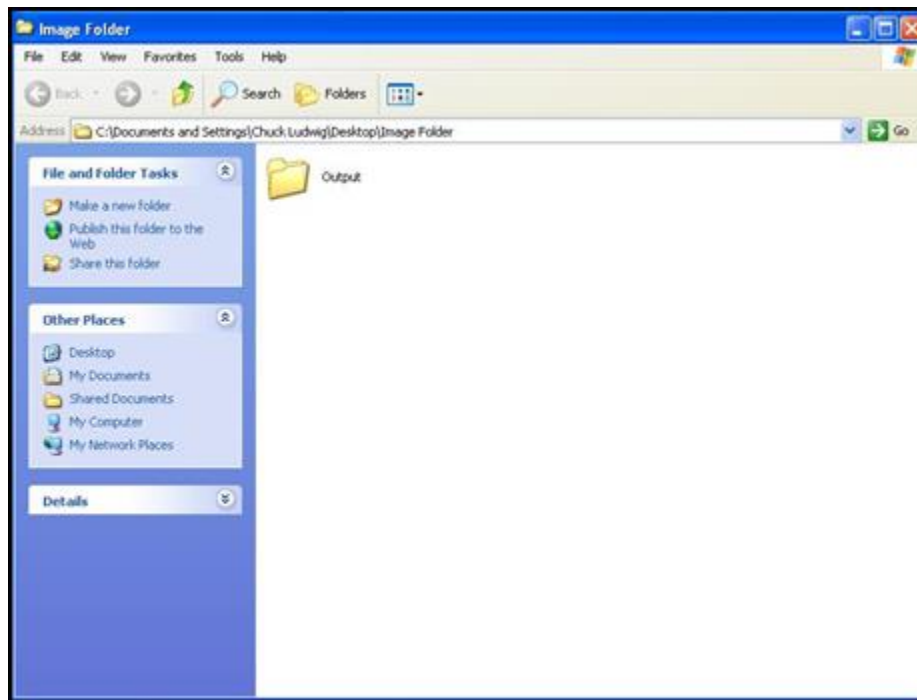 Image Folder
File Edit View Favorites Tools Help
Back Search Folders
Address C:\Documents and Settings\Chuck Ludwig\Desktop\Image Folder Go
File and Folder Tasks
Make a new folder
Publish this folder to the
Web
Share this folder
Output
Other Places
Desktop
My Documents
Shared Documents
My Computer
My Network Places
Details